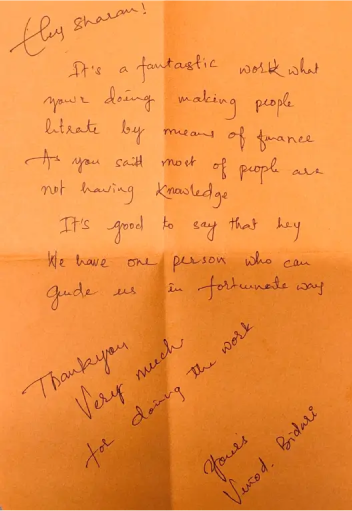 Hey Sharan!
It's a fantastic work what
your doing making people
litrate by means of finance
As you said most of people are
not having knowledge
It's good to say that hey
We have one person who can
guide us in fortunate way
Thankyou
Very much
for doing the work
Yours
Vinod. Bidari